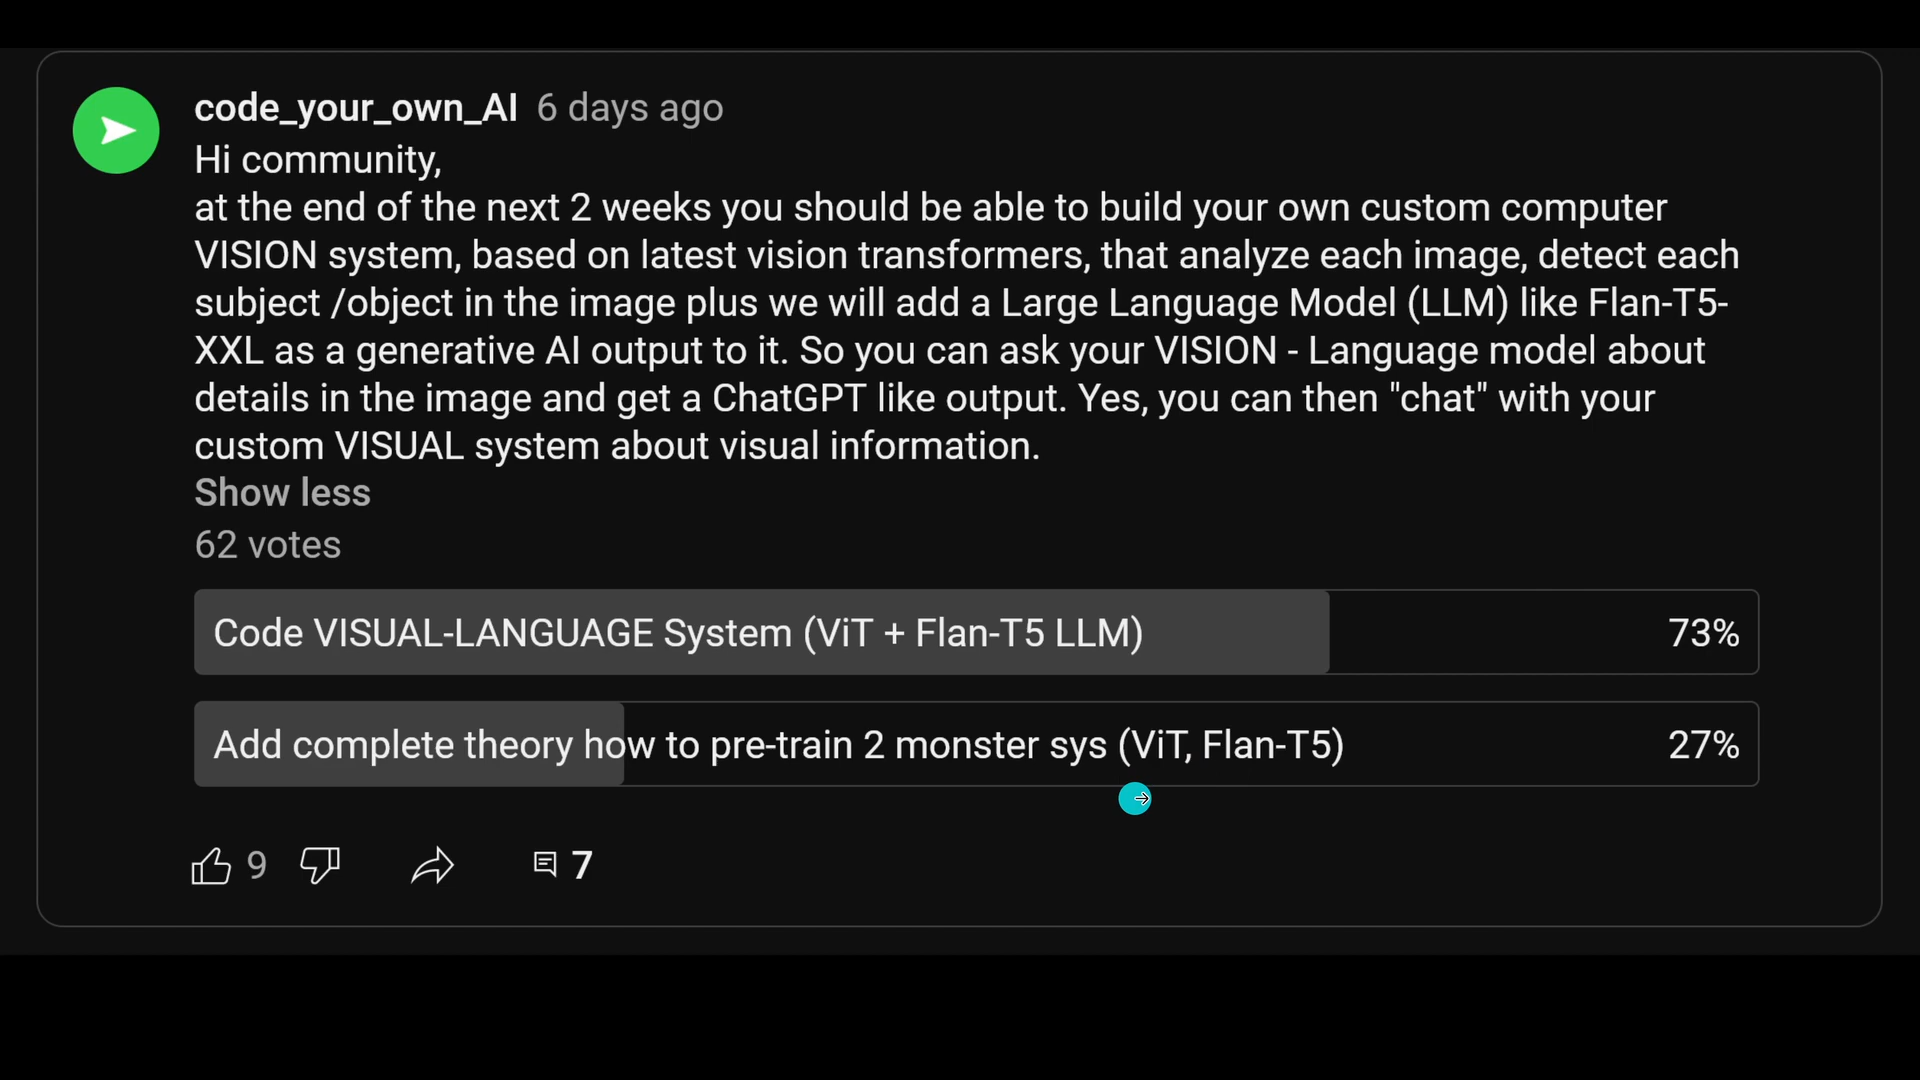 code_your_own_AI 6 days ago
Hi community,
at the end of the next 2 weeks you should be able to build your own custom computer
VISION system, based on latest vision transformers, that analyze each image, detect each
subject /object in the image plus we will add a Large Language Model (LLM) like Flan-T5-
XXL as a generative AI output to it. So you can ask your VISION - Language model about
details in the image and get a ChatGPT like output. Yes, you can then "chat" with your
custom VISUAL system about visual information.
Show less
62 votes
Code VISUAL-LANGUAGE System (ViT + Flan-T5 LLM) 73%
Add complete theory how to pre-train 2 monster sys (ViT, Flan-T5) 27%
9 7